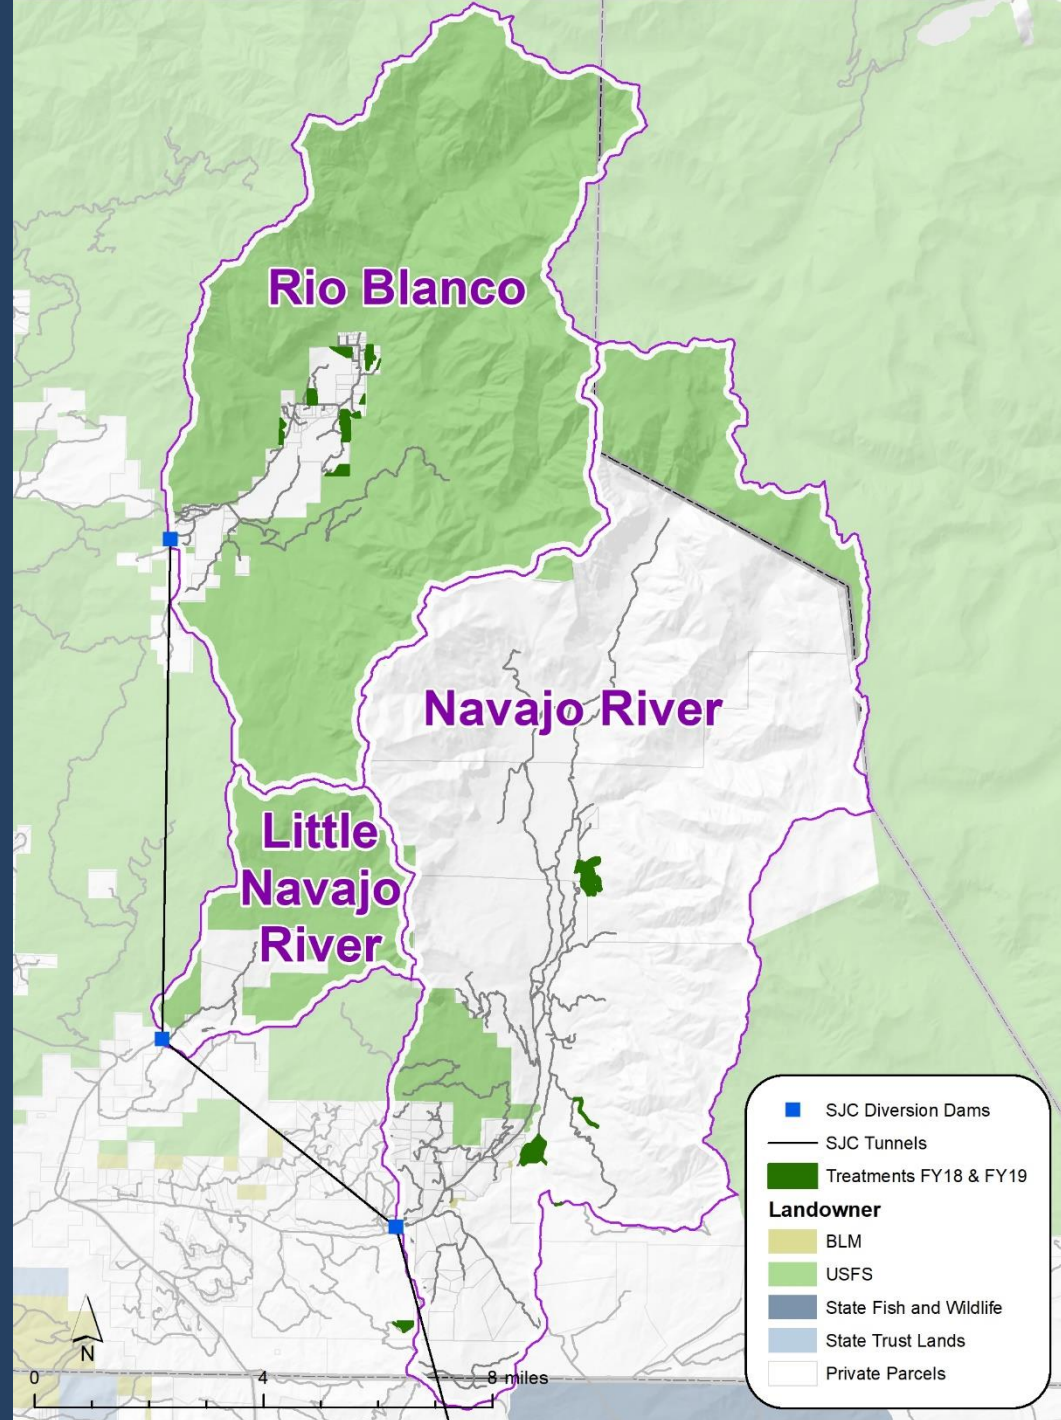 Rio Blanco
Navajo River
Little
Navajo
River
SJC Diversion Dams
SJC Tunnels
Treatments FY18 & FY19
Landowner
BLM
USFS
State Fish and Wildlife
State Trust Lands
Private Parcels
N
0 4 8 miles